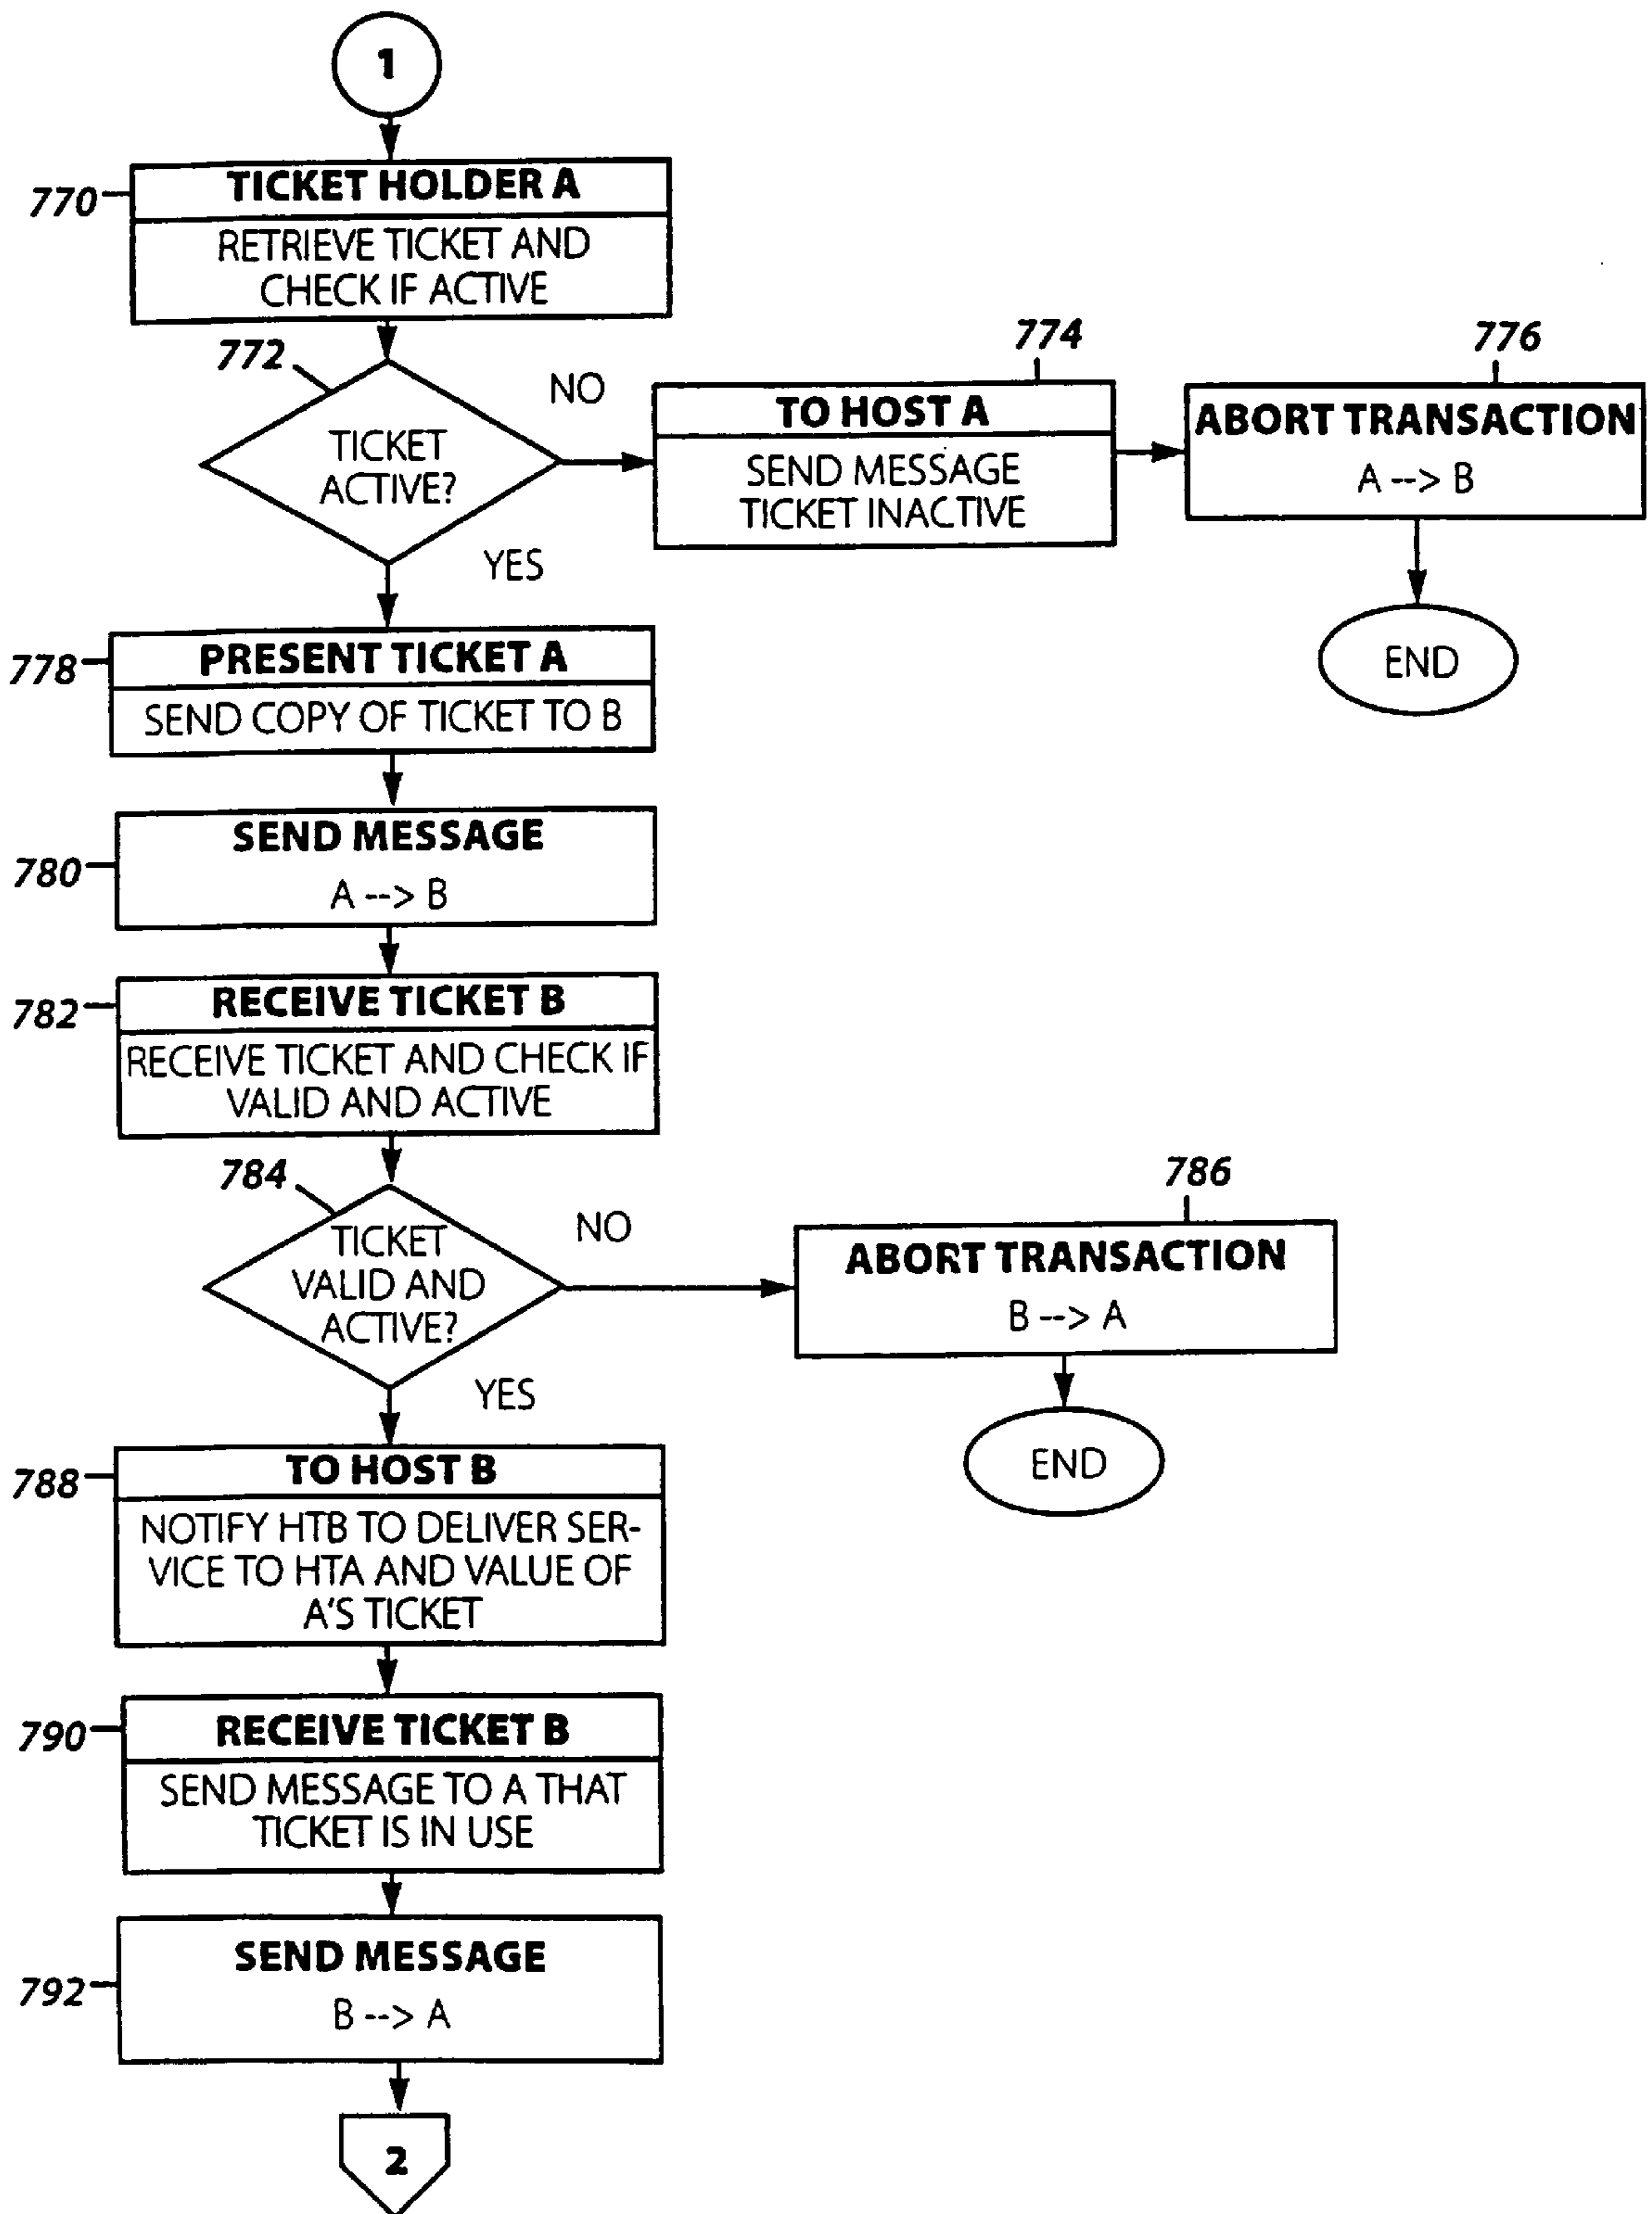 1
770
TICKET HOLDER A
RETRIEVE TICKET AND
CHECK IF ACTIVE
772
TICKET
ACTIVE?
NO
774
TO HOST A
SEND MESSAGE
TICKET INACTIVE
776
ABORT TRANSACTION
A --> B
END
YES
778
PRESENT TICKET A
SEND COPY OF TICKET TO B
780
SEND MESSAGE
A --> B
782
RECEIVE TICKET B
RECEIVE TICKET AND CHECK IF
VALID AND ACTIVE
784
TICKET
VALID AND
ACTIVE?
NO
786
ABORT TRANSACTION
B --> A
END
YES
788
TO HOST B
NOTIFY HTB TO DELIVER SER-
VICE TO HTA AND VALUE OF
A'S TICKET
790
RECEIVE TICKET B
SEND MESSAGE TO A THAT
TICKET IS IN USE
792
SEND MESSAGE
B --> A
2